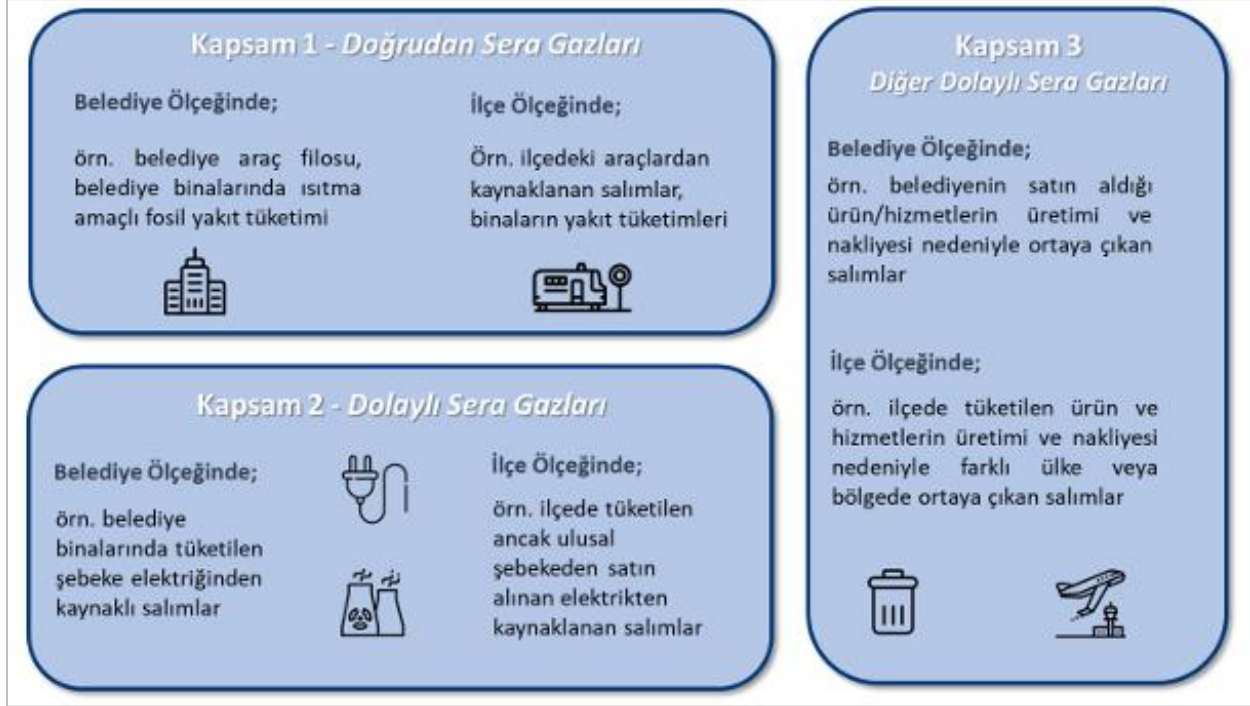 Kapsam 1 - Doğrudan Sera Gazları
Belediye Ölçeğinde;
örn. belediye araç filosu,
belediye binalarında ısıtma
amaçlı fosil yakıt tüketimi
İlçe Ölçeğinde;
Örn. ilçedeki araçlardan
kaynaklanan salımlar,
binaların yakıt tüketimleri
Kapsam 2 - Dolaylı Sera Gazları
Belediye Ölçeğinde;
örn. belediye
binalarında tüketilen
şebeke elektriğinden
kaynaklı salımlar
İlçe Ölçeğinde;
örn. ilçede tüketilen
ancak ulusal
şebekeden satın
alınan elektrikten
kaynaklanan salımlar
Kapsam 3
Diğer Dolaylı Sera Gazları
Belediye Ölçeğinde;
örn. belediyenin satın aldığı
ürün/hizmetlerin üretimi ve
nakliyesi nedeniyle ortaya çıkan
salımlar
İlçe Ölçeğinde;
örn. ilçede tüketilen ürün ve
hizmetlerin üretimi ve nakliyesi
nedeniyle farklı ülke veya
bölgede ortaya çıkan salımlar